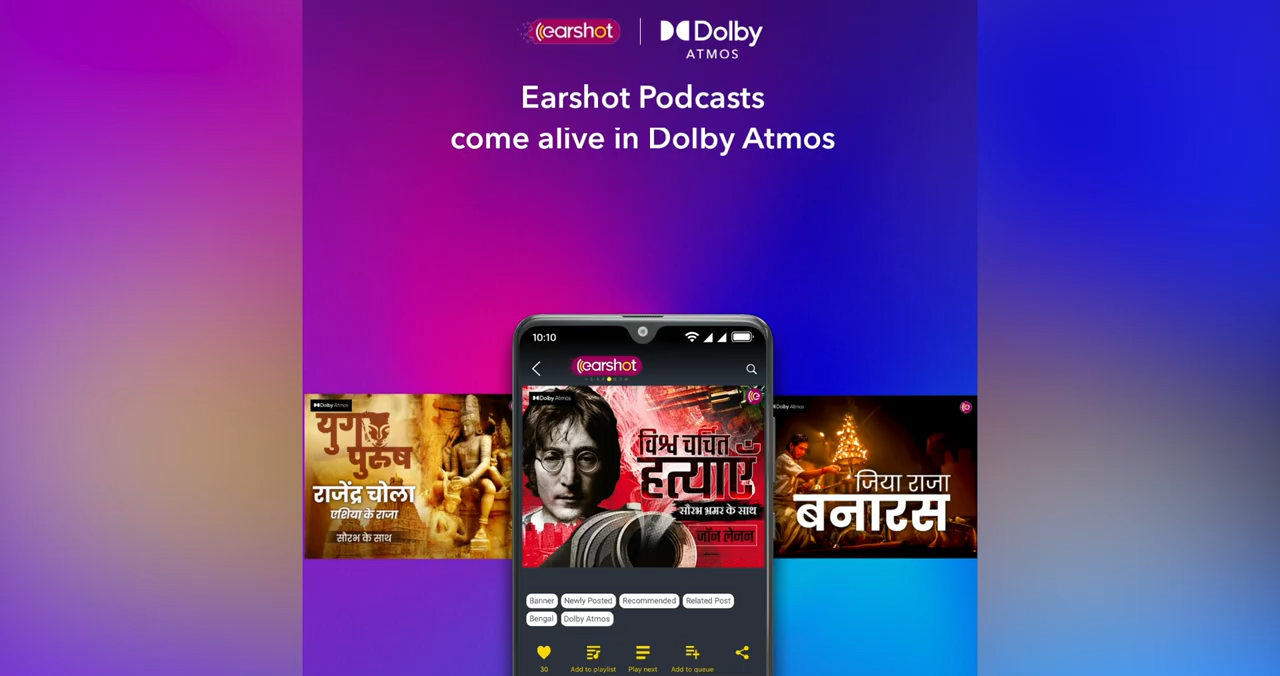 earshot
Dolby
ATMOS
Earshot Podcasts
come alive in Dolby Atmos
10:10
earshot
Dolby Atmos
युग
पुरुष
राजेंद्र चोला
एशिया के राजा
सौरभ के साथ
Dolby Atmos
विश्व चर्चित
हत्याएँ
सौरभ भ्रमर के साथ
जॉन लेनन
Dolby Atmos
जिया राजा
बनारस
Banner
Newly Posted
Recommended
Related Post
Bengal
Dolby Atmos
30
Add to playlist
Play next
Add to queue